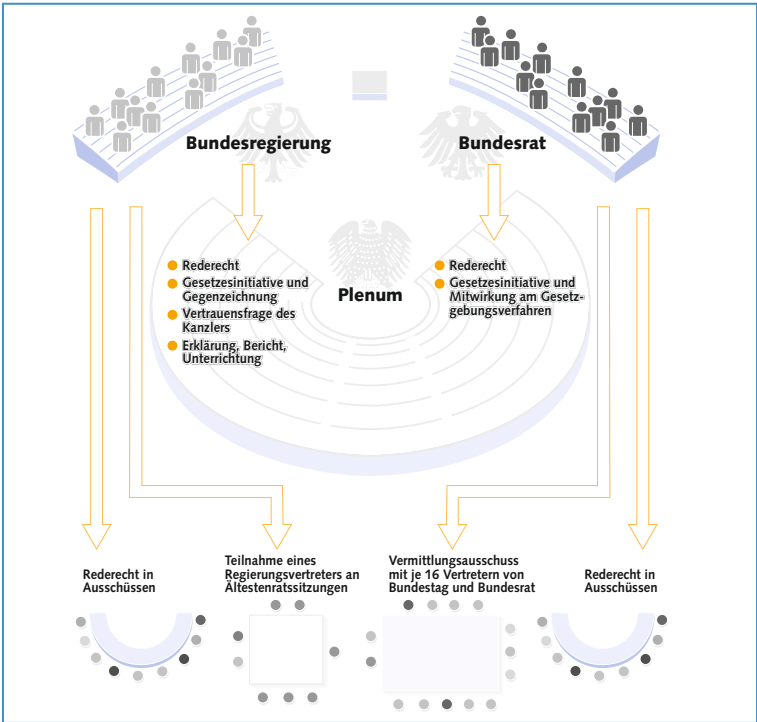 Bundesregierung
Bundesrat
Plenum
Rederecht
Gesetzesinitiative und
Gegenzeichnung
Vertrauensfrage des
Kanzlers
Erklärung, Bericht,
Unterrichtung
Rederecht
Gesetzesinitiative und
Mitwirkung am Gesetz-
gebungsverfahren
Rederecht in
Ausschüssen
Teilnahme eines
Regierungsvertreters an
Ältestenratssitzungen
Vermittlungsausschuss
mit je 16 Vertretern von
Bundestag und Bundesrat
Rederecht in
Ausschüssen